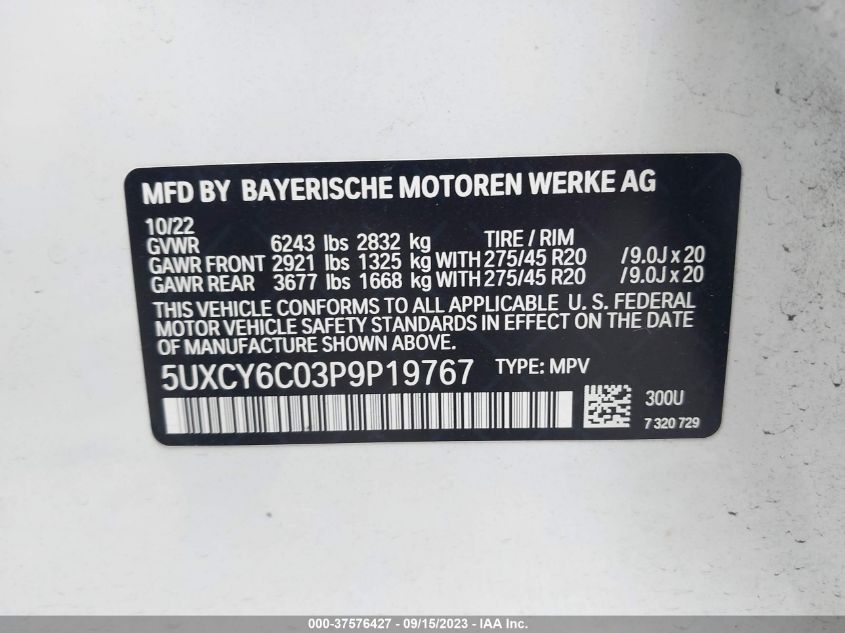 MFD BY BAYERISCHE MOTOREN WERKE AG
10/22
GVWR 6243 lbs 2832 kg TIRE / RIM
GAWR FRONT 2921 lbs 1325 kg WITH 275/45 R20 / 9.0J x 20
GAWR REAR 3677 lbs 1668 kg WITH 275/45 R20 / 9.0J x 20
THIS VEHICLE CONFORMS TO ALL APPLICABLE U. S. FEDERAL
MOTOR VEHICLE SAFETY STANDARDS IN EFFECT ON THE DATE
OF MANUFACTURE SHOWN ABOVE.
5UXCY6C03P9P19767 TYPE: MPV
300U
7 320 729
000-37576427 - 09/15/2023 - IAA Inc.